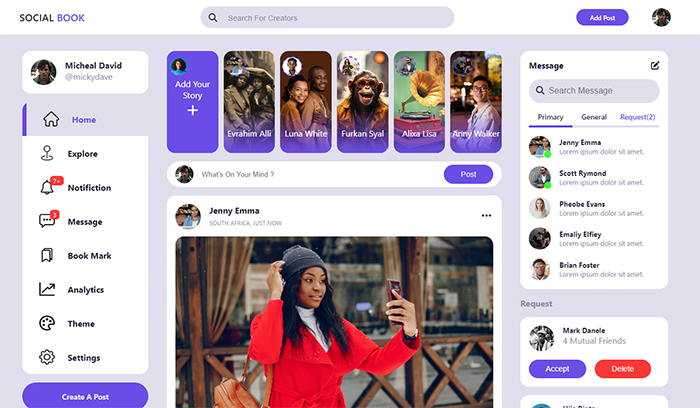 SOCIAL BOOK
Search For Creators
Add Post
Micheal David
@mickydave
Home
Explore
7+
Notifiction
3
Message
Book Mark
Analytics
Theme
Settings
Create A Post
Add Your
Story
Evrahim Alli
Luna White
Furkan Syal
Alixa Lisa
Anny Walker
What's On Your Mind ?
Post
Jenny Emma
SOUTH AFRICA, JUST NOW
Message
Search Message
Primary
General
Request(2)
Jenny Emma
Lorem ipsum dolor sit amet.
Scott Rymond
Lorem ipsum dolor sit amet.
Pheobe Evans
Lorem ipsum dolor sit amet.
Emaliy Elfiey
Lorem ipsum dolor sit amet.
Brian Foster
Lorem ipsum dolor sit amet.
Request
Mark Danele
4 Mutual Friends
Accept
Delete